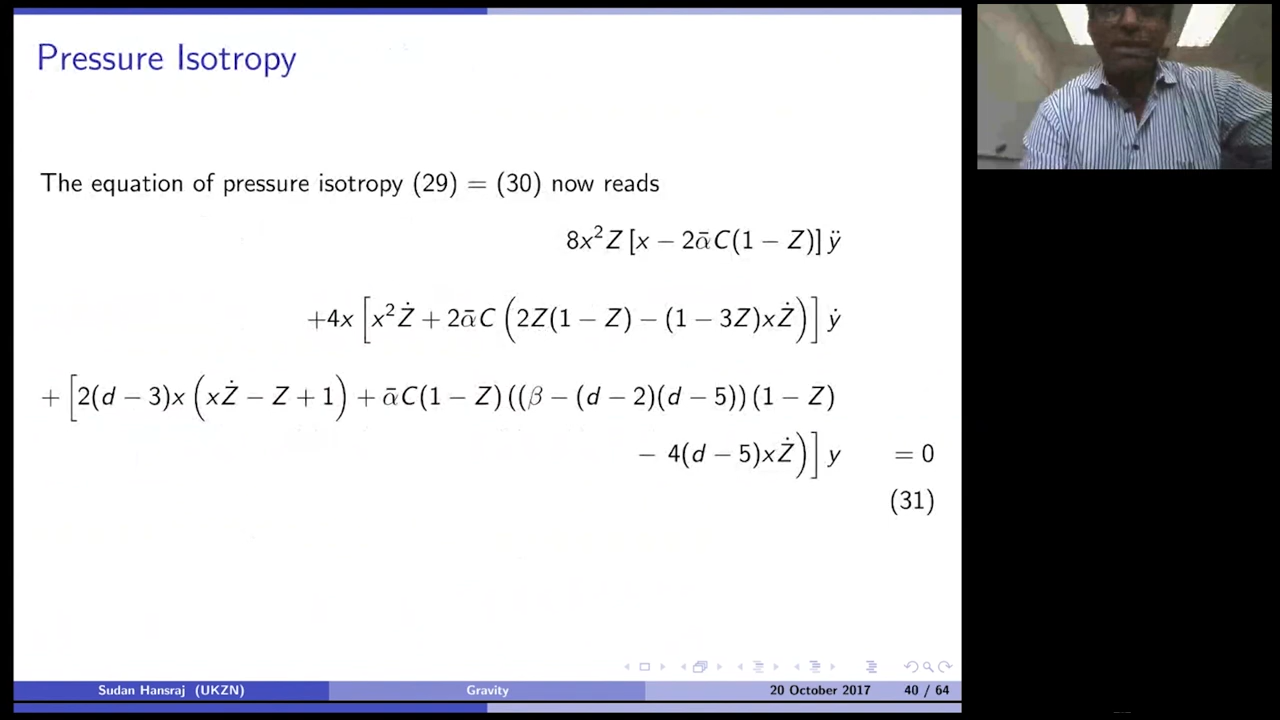 Pressure Isotropy
The equation of pressure isotropy (29) = (30) now reads
8x²Z [x − 2ᾱC(1 − Z)] ÿ
+4x [x²Ż + 2ᾱC (2Z(1 − Z) − (1 − 3Z)xŻ)] ẏ
+ [2(d − 3)x (xŻ − Z + 1) + ᾱC(1 − Z) ((β − (d − 2)(d − 5)) (1 − Z)
− 4(d − 5)xŻ)] y = 0
(31)
Sudan Hansraj (UKZN) Gravity 20 October 2017 40 / 64